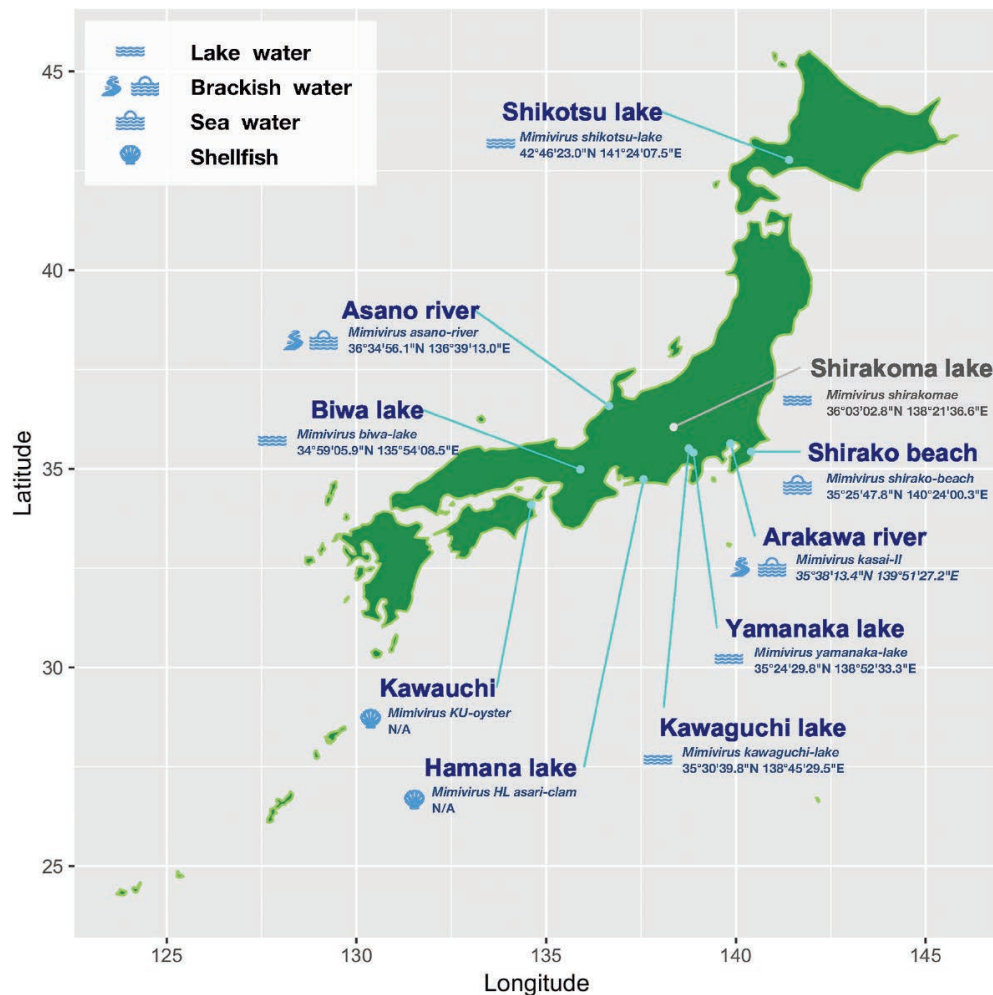 Lake water
Brackish water
Sea water
Shellfish
45
40
35
30
25
Latitude
Shikotsu lake
Mimivirus shikotsu-lake
42°46'23.0"N 141°24'07.5"E
Asano river
Mimivirus asano-river
36°34'56.1"N 136°39'13.0"E
Biwa lake
Mimivirus biwa-lake
34°59'05.9"N 135°54'08.5"E
Shirakoma lake
Mimivirus shirakomae
36°03'02.8"N 138°21'36.6"E
Shirako beach
Mimivirus shirako-beach
35°25'47.8"N 140°24'00.3"E
Arakawa river
Mimivirus kasai-II
35°38'13.4"N 139°51'27.2"E
Yamanaka lake
Mimivirus yamanaka-lake
35°24'29.8"N 138°52'33.3"E
Kawauchi
Mimivirus KU-oyster
N/A
Kawaguchi lake
Mimivirus kawaguchi-lake
35°30'39.8"N 138°45'29.5"E
Hamana lake
Mimivirus HL asari-clam
N/A
125
130
135
140
145
Longitude